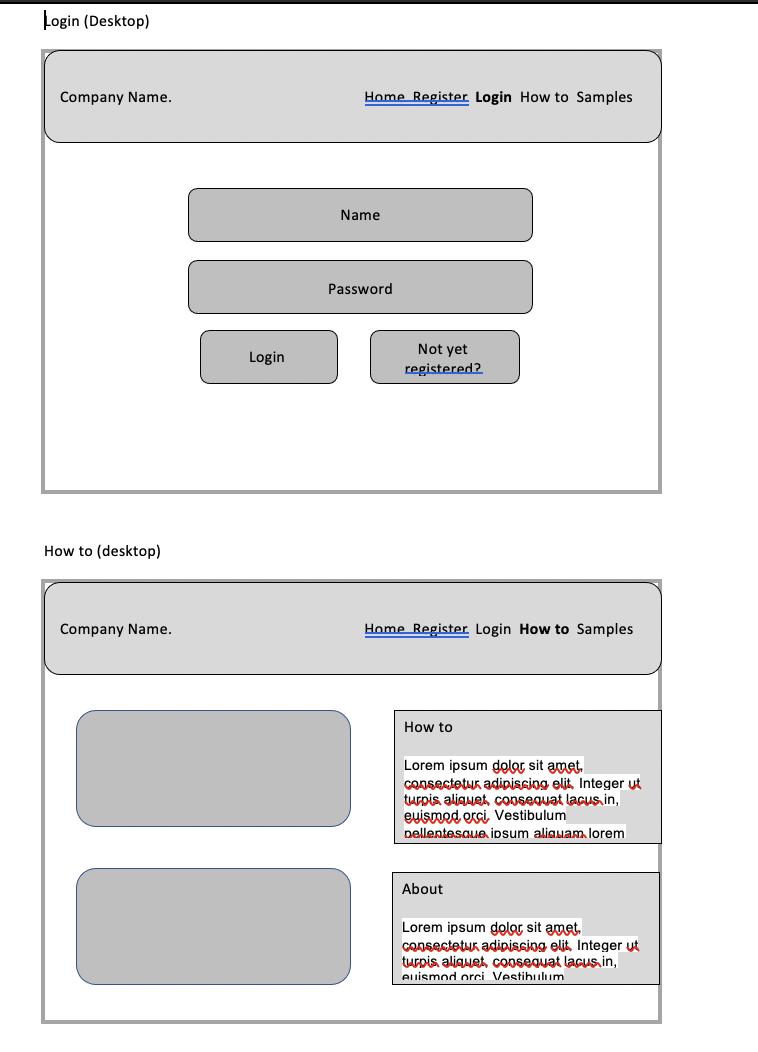 Login (Desktop)
Company Name.
Home Register Login How to Samples
Name
Password
Login
Not yet
registered?
How to (desktop)
Company Name.
Home Register Login How to Samples
How to
Lorem ipsum dolor sit amet,
consectetur adipiscing elit. Integer ut
turpis aliquet, consequat lacus in,
euismod orci. Vestibulum
pellentesque ipsum aliquam lorem
About
Lorem ipsum dolor sit amet,
consectetur adipiscing elit. Integer ut
turpis aliquet, consequat lacus in,
euismod orci. Vestibulum